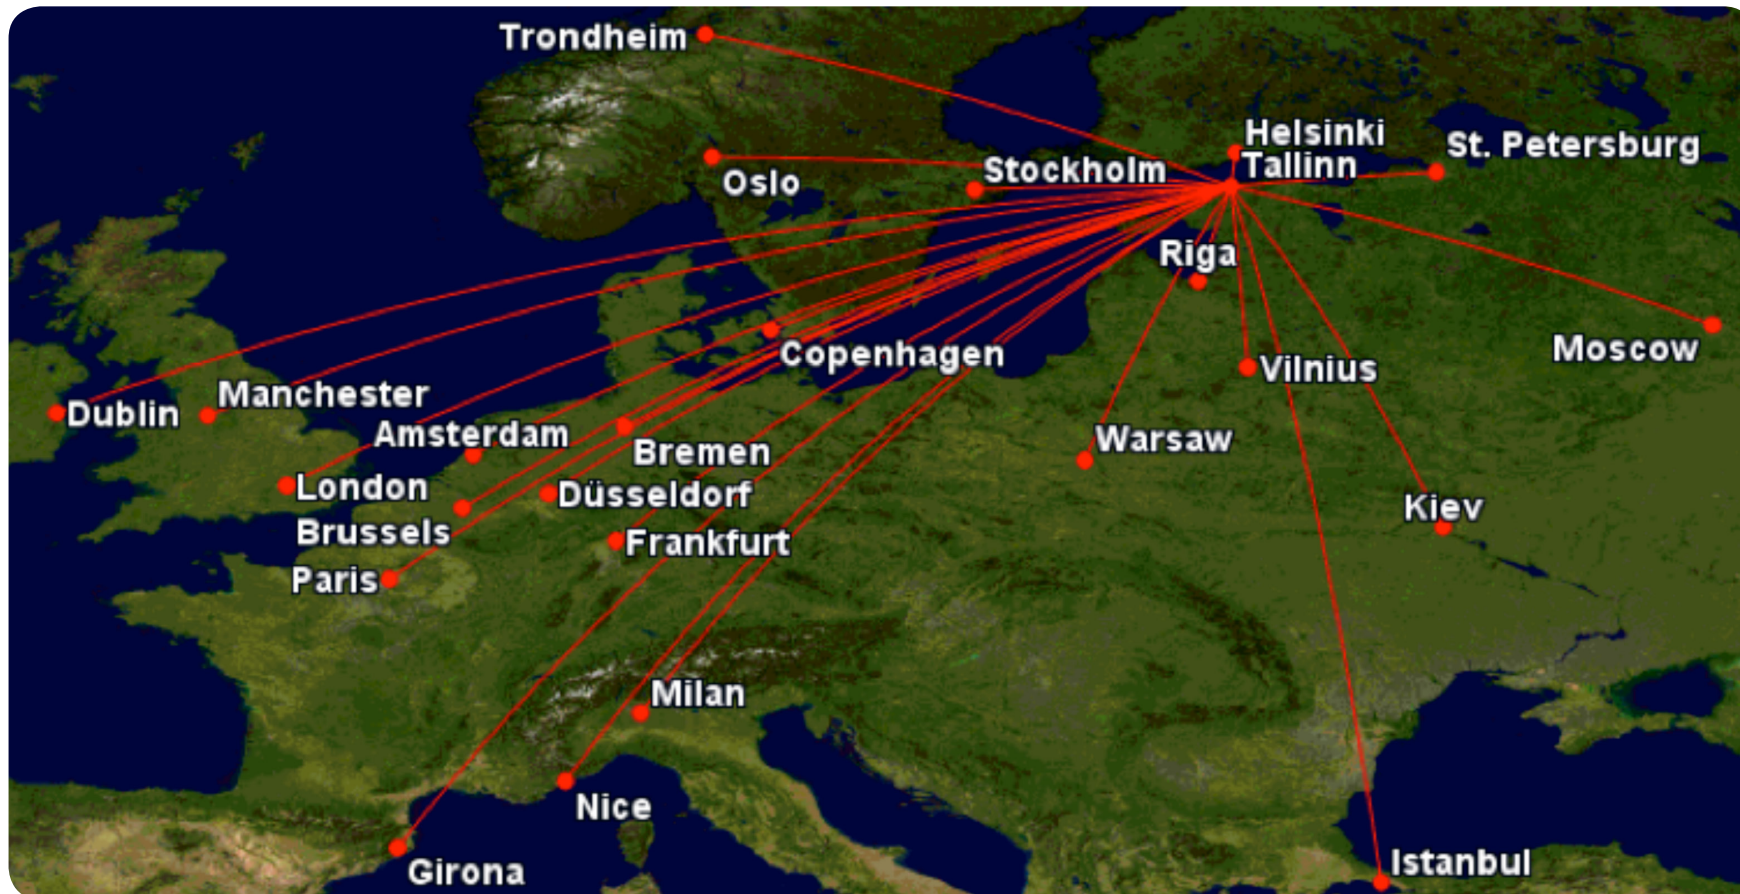 Trondheim
Helsinki
St. Petersburg
Tallinn
Stockholm
Oslo
Riga
Moscow
Copenhagen
Vilnius
Manchester
Dublin
Amsterdam
Warsaw
Bremen
London
Düsseldorf
Kiev
Brussels
Frankfurt
Paris
Milan
Nice
Istanbul
Girona